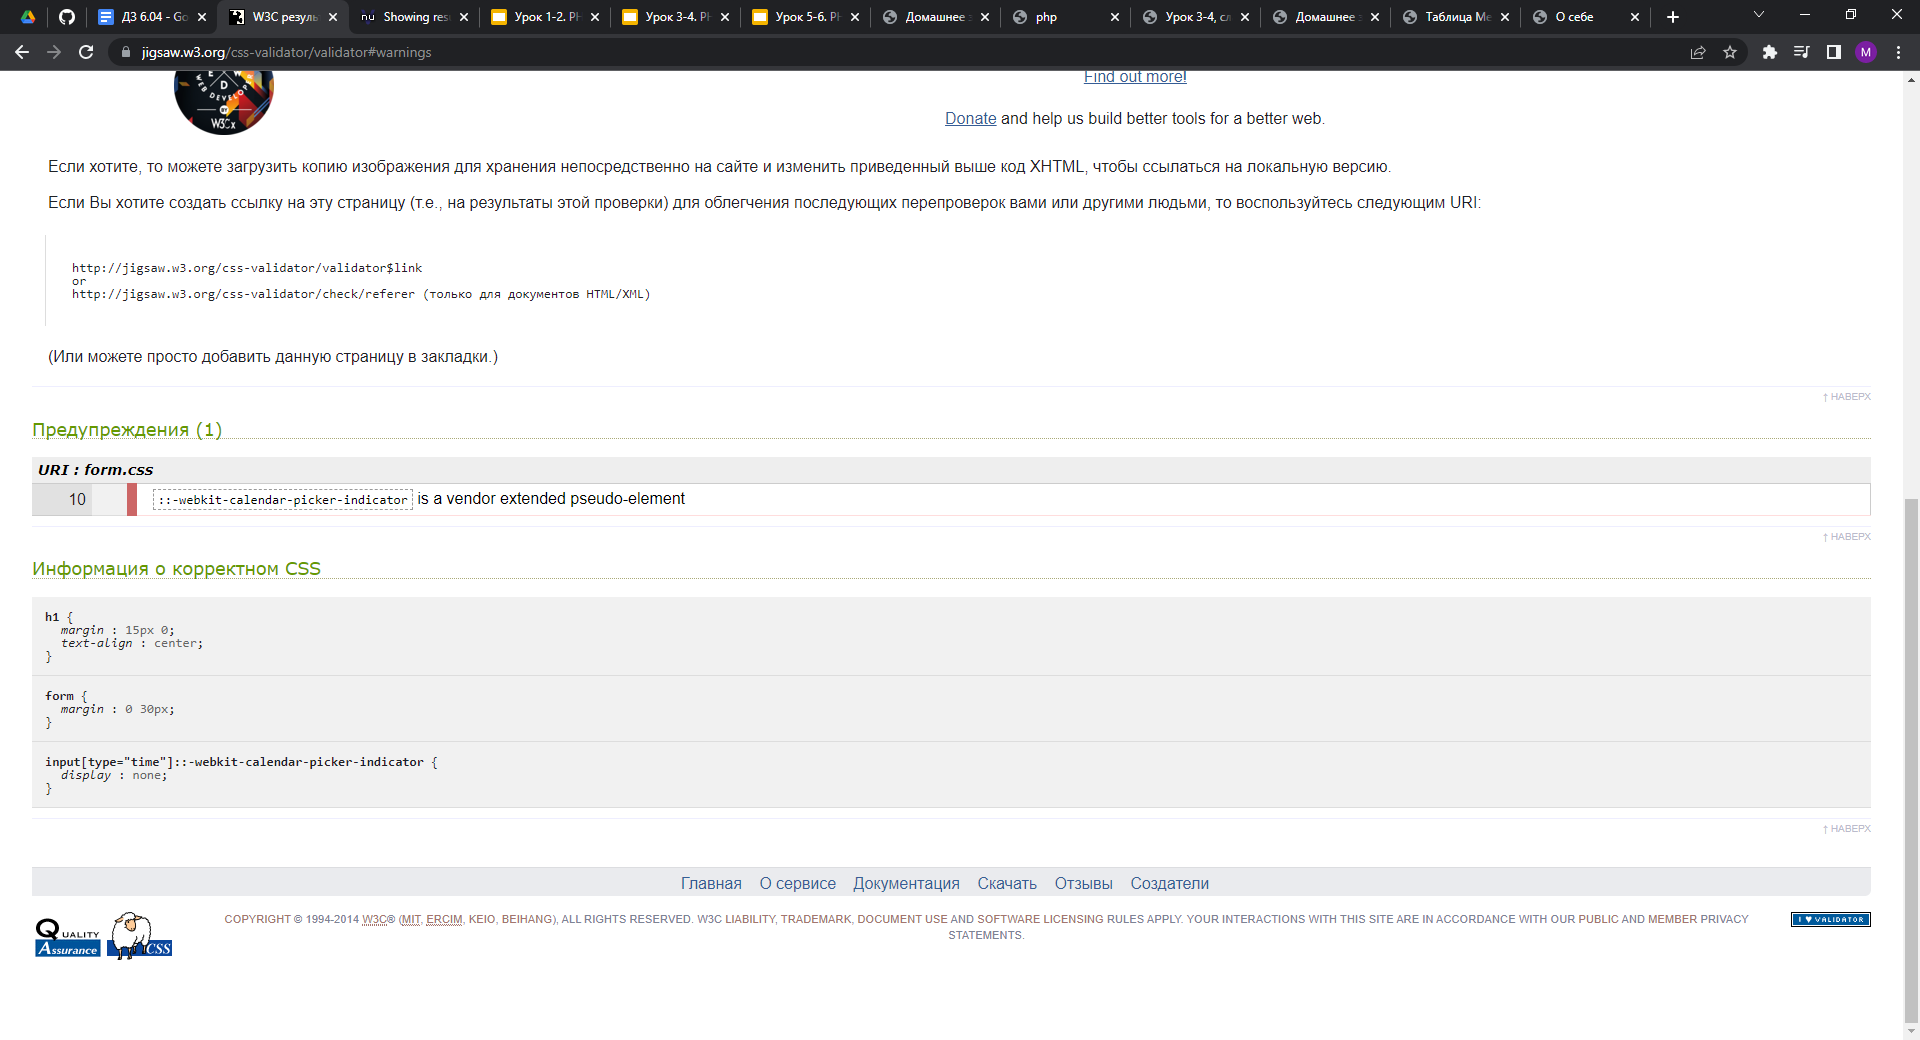 ДЗ 6.04 - Go
W3C резуль
Showing res
Урок 1-2. PH
Урок 3-4. PH
Урок 5-6. PH
Домашнее з
php
Урок 3-4, сл
Домашнее з
Таблица Ме
О себе
jigsaw.w3.org/css-validator/validator#warnings
M
WEB DEVELOP
W3Cx
Find out more!
Donate and help us build better tools for a better web.
Если хотите, то можете загрузить копию изображения для хранения непосредственно на сайте и изменить приведенный выше код XHTML, чтобы ссылаться на локальную версию.
Если Вы хотите создать ссылку на эту страницу (т.е., на результаты этой проверки) для облегчения последующих перепроверок вами или другими людьми, то воспользуйтесь следующим URI:
http://jigsaw.w3.org/css-validator/validator$link
or
http://jigsaw.w3.org/css-validator/check/referer (только для документов HTML/XML)
(Или можете просто добавить данную страницу в закладки.)
↑ НАВЕРХ
Предупреждения (1)
URI : form.css
10 ::-webkit-calendar-picker-indicator is a vendor extended pseudo-element
↑ НАВЕРХ
Информация о корректном CSS
h1 {
margin : 15px 0;
text-align : center;
}
form {
margin : 0 30px;
}
input[type="time"]::-webkit-calendar-picker-indicator {
display : none;
}
↑ НАВЕРХ
Главная О сервисе Документация Скачать Отзывы Создатели
QUALITY
Assurance
CSS
COPYRIGHT © 1994-2014 W3C® (MIT, ERCIM, KEIO, BEIHANG), ALL RIGHTS RESERVED. W3C LIABILITY, TRADEMARK, DOCUMENT USE AND SOFTWARE LICENSING RULES APPLY. YOUR INTERACTIONS WITH THIS SITE ARE IN ACCORDANCE WITH OUR PUBLIC AND MEMBER PRIVACY
STATEMENTS.
I ♥ VALIDATOR